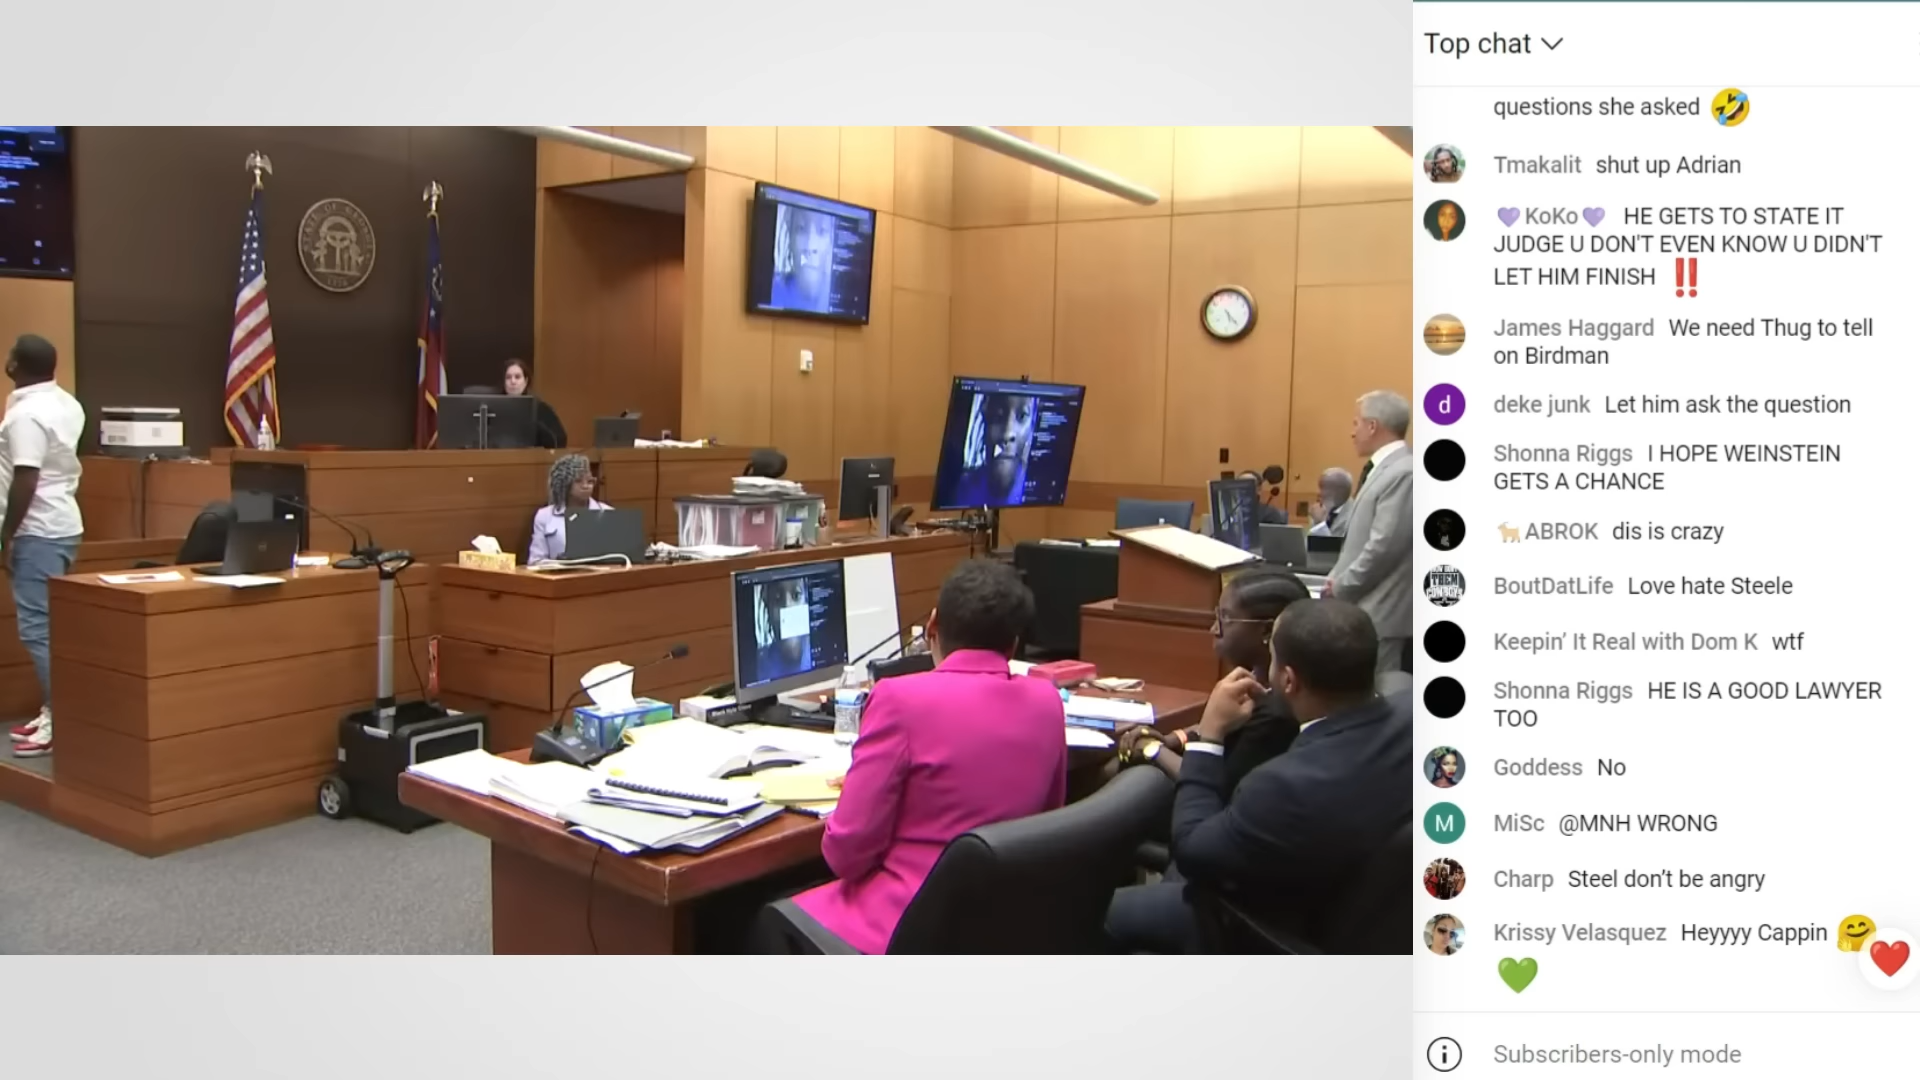 STATE OF GEORGIA
1776
Top chat
questions she asked
Tmakalit shut up Adrian
KoKo HE GETS TO STATE IT
JUDGE U DON'T EVEN KNOW U DIDN'T
LET HIM FINISH
James Haggard We need Thug to tell
on Birdman
d
deke junk Let him ask the question
Shonna Riggs I HOPE WEINSTEIN
GETS A CHANCE
ABROK dis is crazy
BoutDatLife Love hate Steele
Keepin' It Real with Dom K wtf
Shonna Riggs HE IS A GOOD LAWYER
TOO
Goddess No
M
MiSc @MNH WRONG
Charp Steel don't be angry
Krissy Velasquez Heyyyy Cappin
Subscribers-only mode